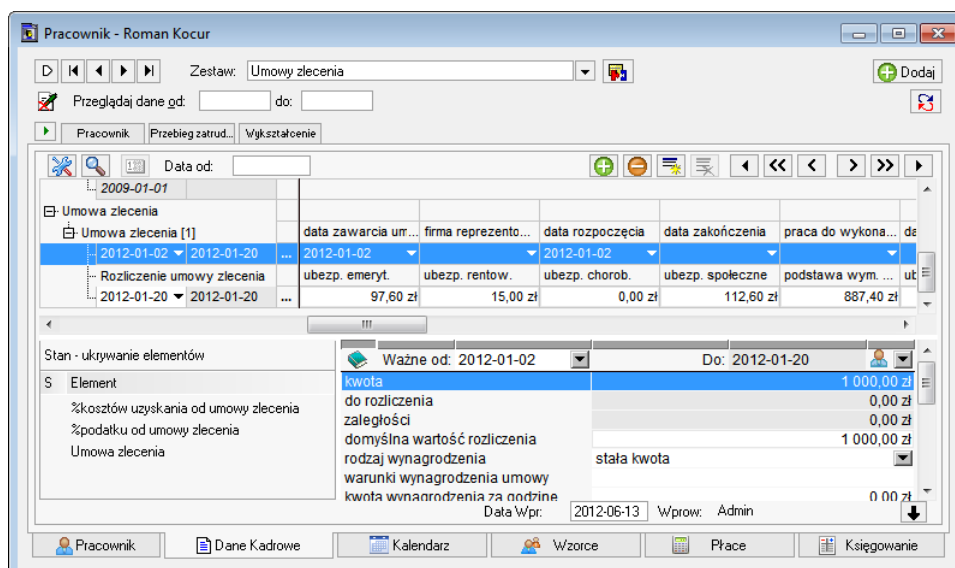 Pracownik - Roman Kocur
D Zestaw: Umowy zlecenia Dodaj
Przeglądaj dane od: do:
Pracownik Przebieg zatrud... Wykształcenie
Data od:
2009-01-01
Umowa zlecenia
Umowa zlecenia [1] data zawarcia um... firma reprezento... data rozpoczęcia data zakończenia praca do wykona...
2012-01-02 2012-01-20 ... 2012-01-02 2012-01-02
Rozliczenie umowy zlecenia ubezp. emeryt. ubezp. rentow. ubezp. chorob. ubezp. społeczne podstawa wym. ...
2012-01-20 2012-01-20 ... 97,60 zł 15,00 zł 0,00 zł 112,60 zł 887,40 zł
Stan - ukrywanie elementów
S Element
%kosztów uzyskania od umowy zlecenia
%podatku od umowy zlecenia
Umowa zlecenia
Ważne od: 2012-01-02 Do: 2012-01-20
kwota 1 000,00 zł
do rozliczenia 0,00 zł
zaległości 0,00 zł
domyślna wartość rozliczenia 1 000,00 zł
rodzaj wynagrodzenia stała kwota
warunki wynagrodzenia umowy
kwota wynagrodzenia za godzinę 0,00 zł
Data Wpr: 2012-06-13 Wprow: Admin
Pracownik Dane Kadrowe Kalendarz Wzorce Płace Księgowanie